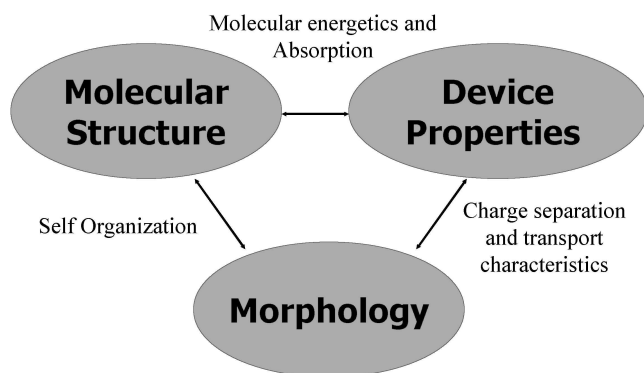 Molecular energetics and
Absorption
Molecular
Structure
Device
Properties
Self Organization
Charge separation
and transport
characteristics
Morphology